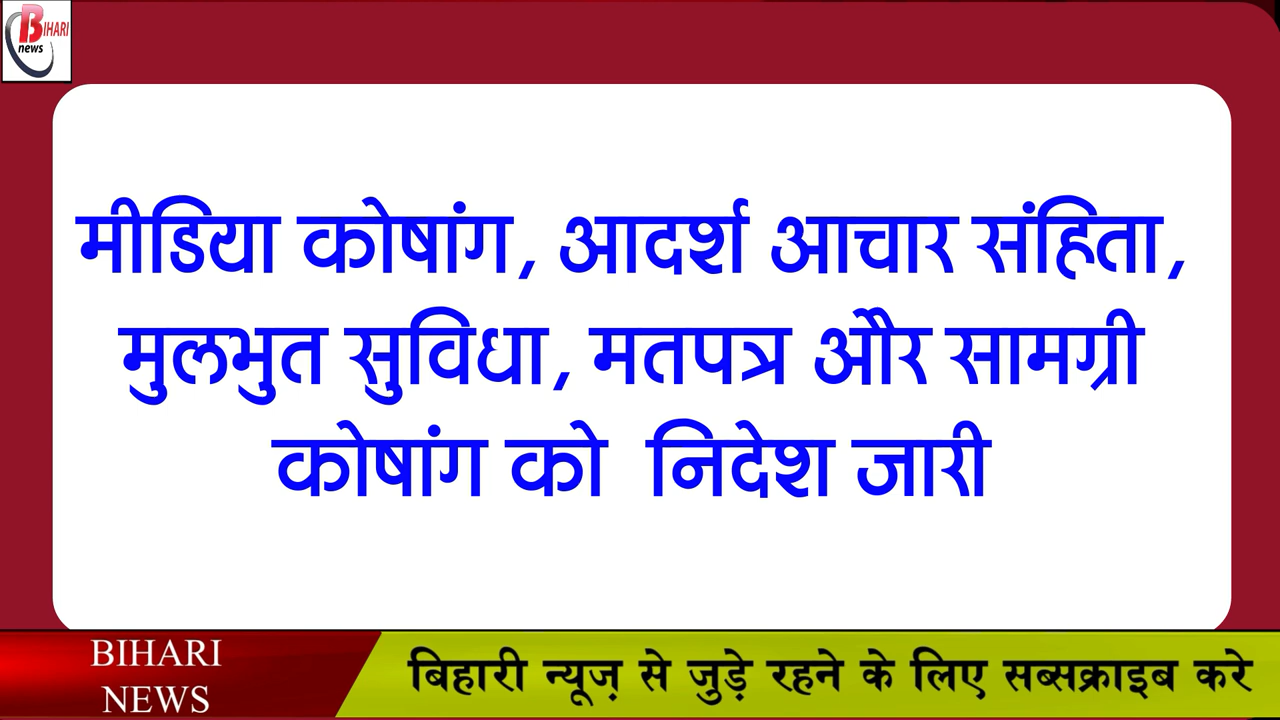 BIHARI
news
मीडिया कोषांग, आदर्श आचार संहिता,
मुलभुत सुविधा, मतपत्र और सामग्री
कोषांग को निदेश जारी
BIHARI
NEWS
बिहारी न्यूज़ से जुड़े रहने के लिए सब्सक्राइब करे